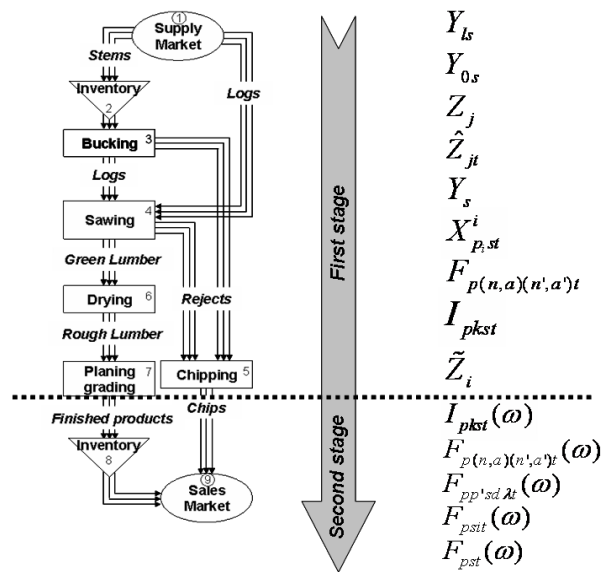 1
Supply
Market
Stems
Logs
Inventory
2
Bucking 3
Logs
Sawing 4
Green Lumber
Drying 6
Rejects
Rough Lumber
Planing
grading 7
Chipping 5
Finished products
Chips
Inventory
8
9
Sales
Market
First stage
Second stage
Y_{ls}
Y_{0s}
Z_j
\hat{Z}_{jt}
Y_s
X^i_{p,st}
F_{p(n,a)(n',a')t}
I_{pkst}
\tilde{Z}_i
I_{pkst}(ω)
F_{p(n,a)(n',a')t}(ω)
F_{pp'sdλt}(ω)
F_{psit}(ω)
F_{pst}(ω)